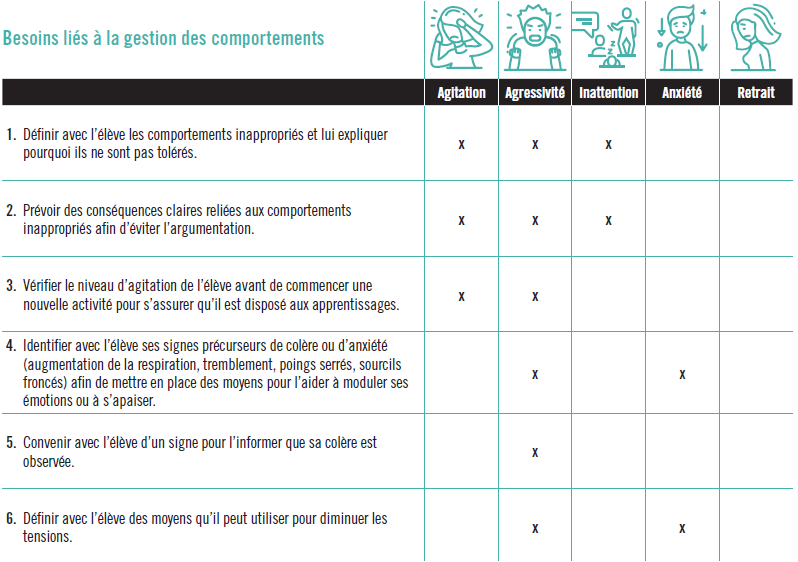 Besoins liés à la gestion des comportements
z
z
z
Agitation Agressivité Inattention Anxiété Retrait
1. Définir avec l'élève les comportements inappropriés et lui expliquer
pourquoi ils ne sont pas tolérés.
x x x
2. Prévoir des conséquences claires reliées aux comportements
inappropriés afin d'éviter l'argumentation.
x x x
3. Vérifier le niveau d'agitation de l'élève avant de commencer une
nouvelle activité pour s'assurer qu'il est disposé aux apprentissages.
x x
4. Identifier avec l'élève ses signes précurseurs de colère ou d'anxiété
(augmentation de la respiration, tremblement, poings serrés, sourcils
froncés) afin de mettre en place des moyens pour l'aider à moduler ses
émotions ou à s'apaiser.
x x
5. Convenir avec l'élève d'un signe pour l'informer que sa colère est
observée.
x
6. Définir avec l'élève des moyens qu'il peut utiliser pour diminuer les
tensions.
x x